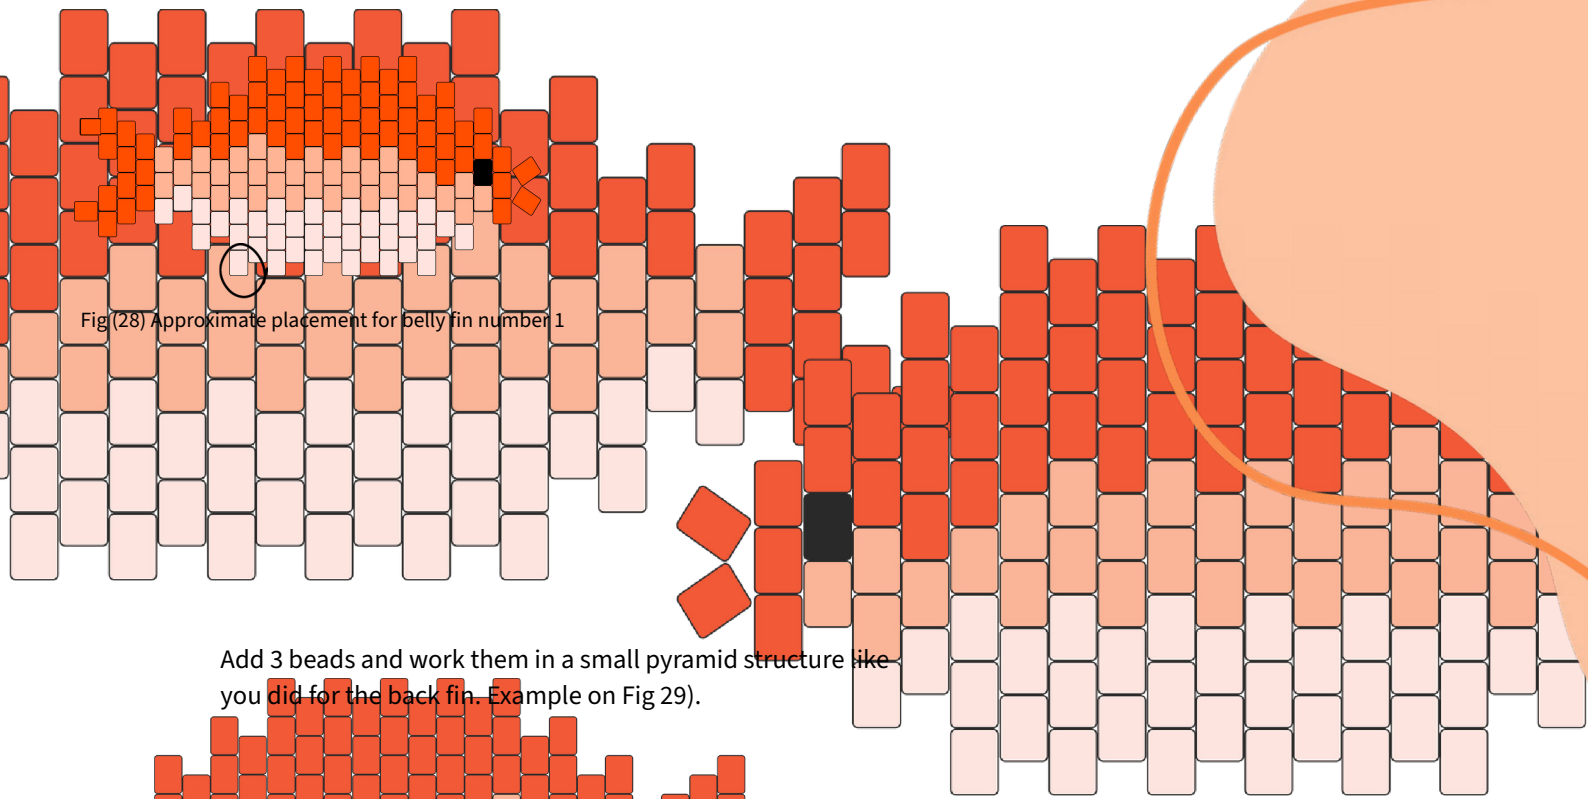 Fig (28) Approximate placement for belly fin number 1
Add 3 beads and work them in a small pyramid structure like
you did for the back fin. Example on Fig 29).